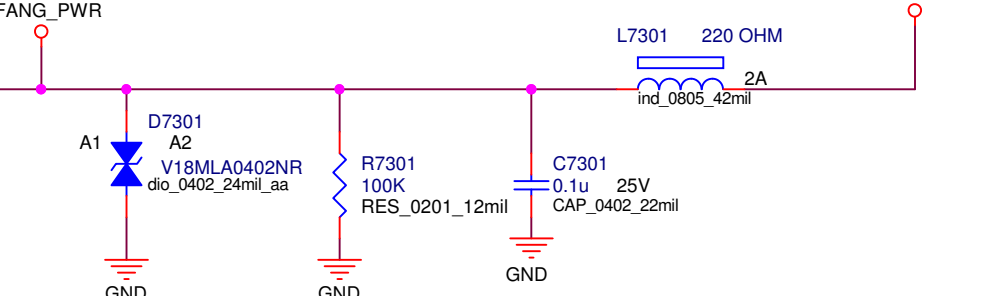 FANG_PWR
L7301 220 OHM
2A
ind_0805_42mil
D7301
A1 A2
V18MLA0402NR
dio_0402_24mil_aa
R7301
100K
RES_0201_12mil
C7301
0.1u 25V
CAP_0402_22mil
GND
GND
GND